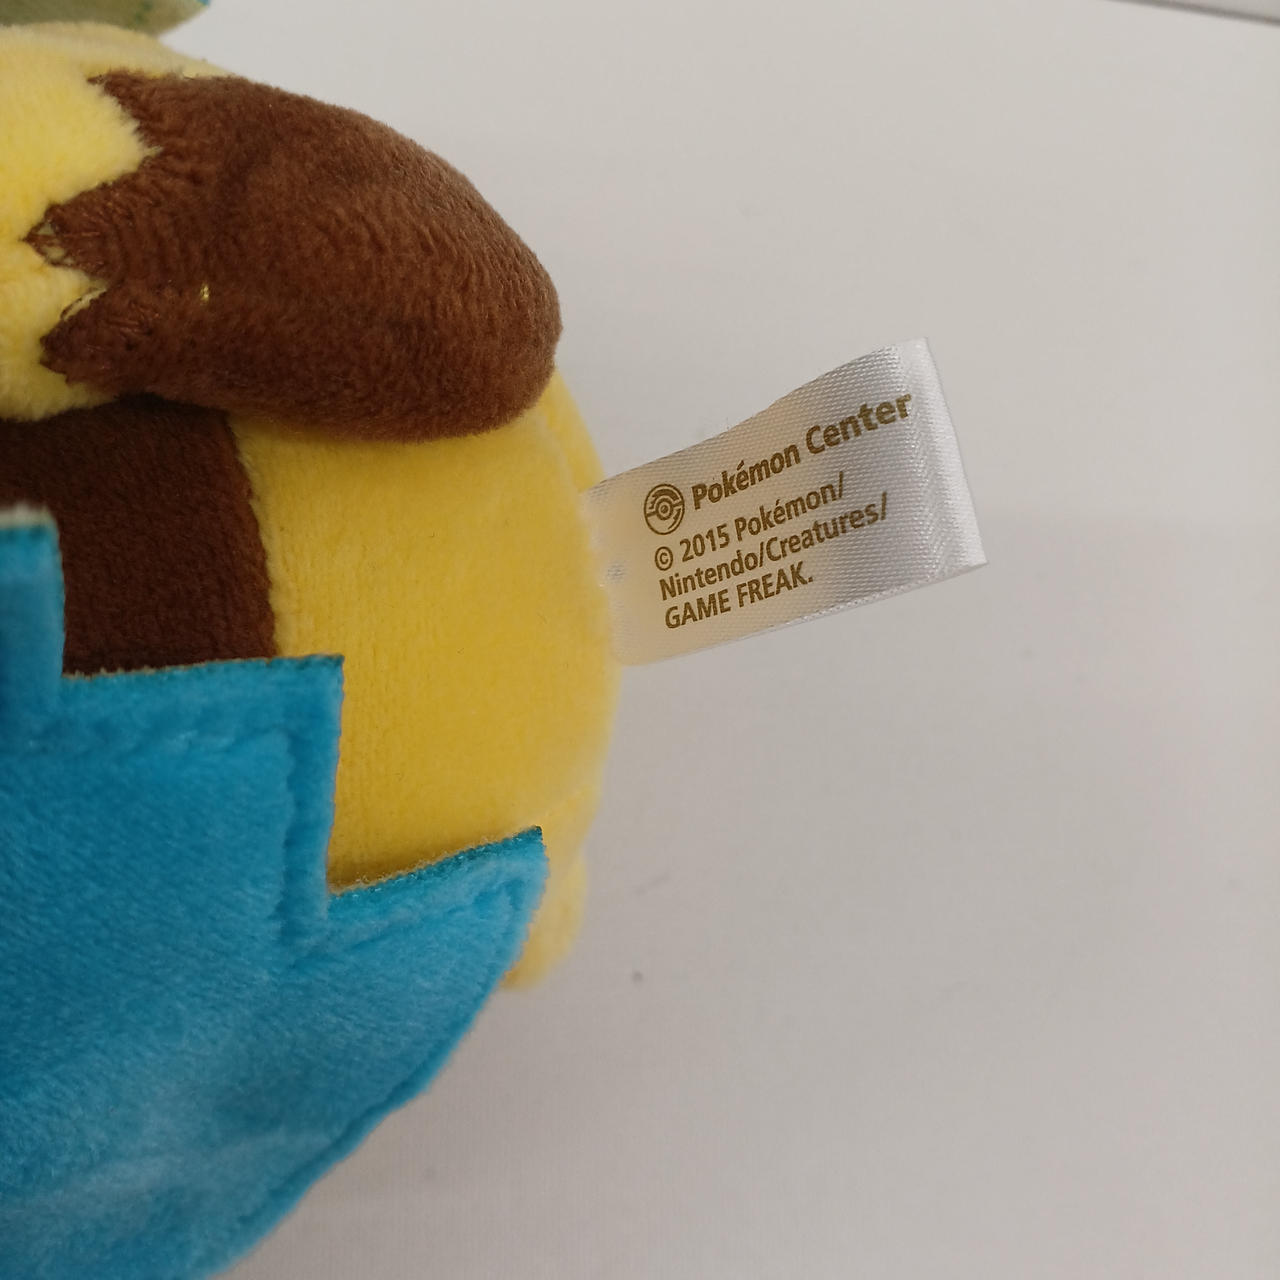 Pokémon Center
© 2015 Pokémon/
Nintendo/Creatures/
GAME FREAK.